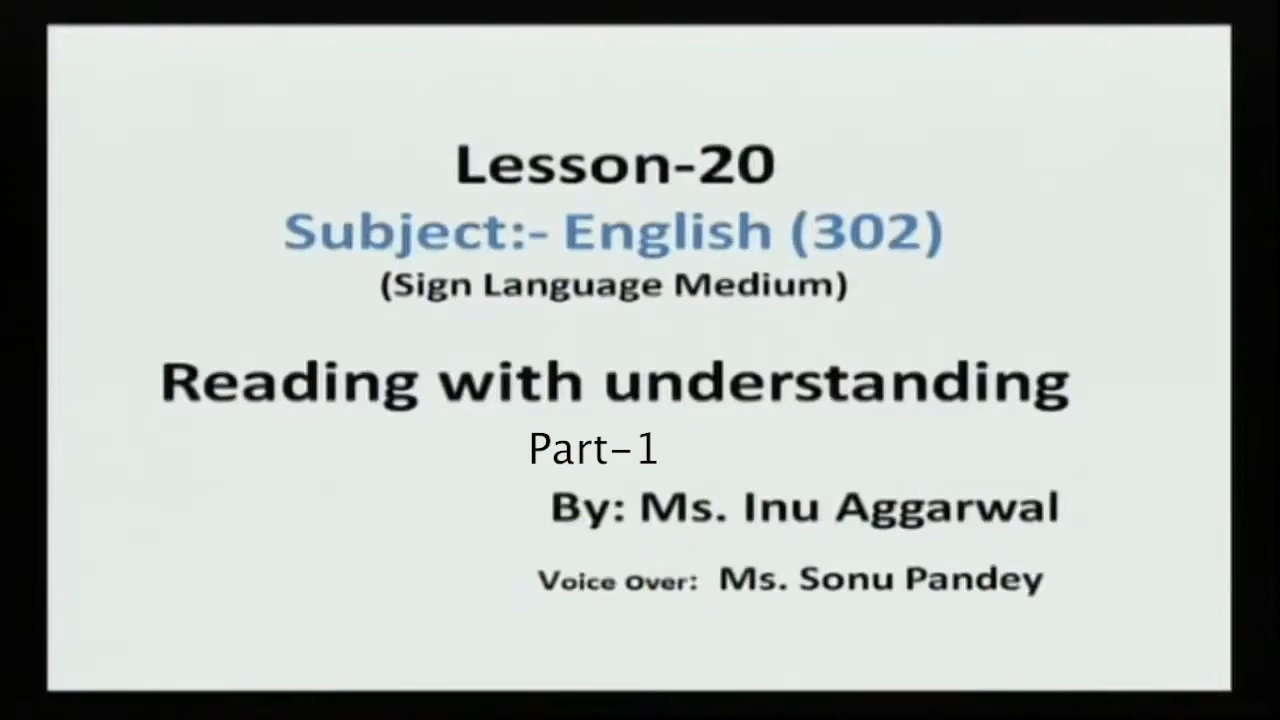 Lesson-20
Subject:- English (302)
(Sign Language Medium)
Reading with understanding
Part-1
By: Ms. Inu Aggarwal
Voice Over: Ms. Sonu Pandey